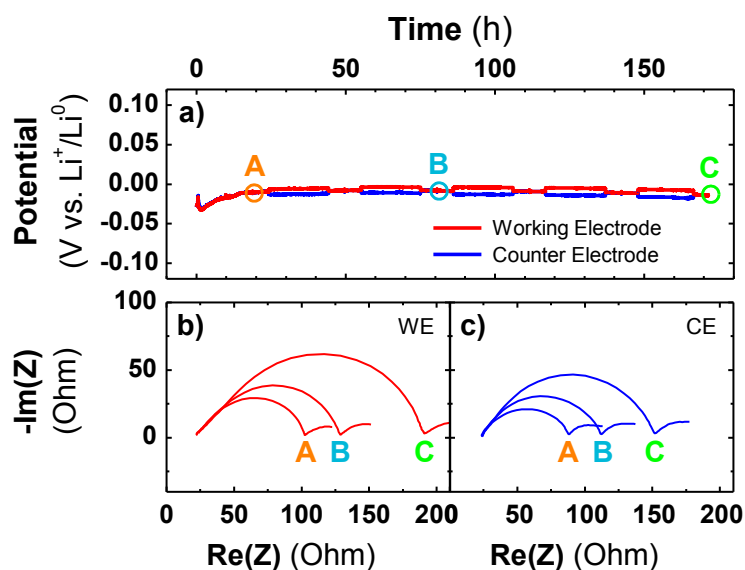 Time (h)
0 50 100 150
0.10
0.05
0.00
-0.05
-0.10
Potential
(V vs. Li⁺/Li⁰)
a)
A
B
C
Working Electrode
Counter Electrode
100
50
0
-Im(Z)
(Ohm)
b)
WE
A B C
c)
CE
A B C
0 50 100 150 200
0 50 100 150 200
Re(Z) (Ohm)
Re(Z) (Ohm)